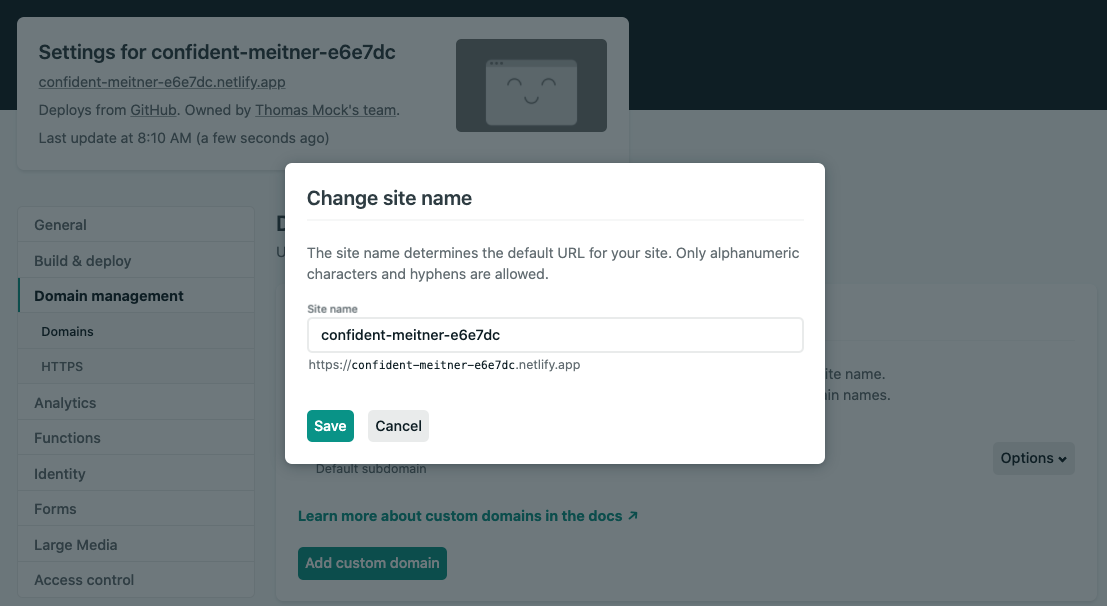 Settings for confident-meitner-e6e7dc
confident-meitner-e6e7dc.netlify.app
Deploys from GitHub. Owned by Thomas Mock's team.
Last update at 8:10 AM (a few seconds ago)
General
Build & deploy
Domain management
Domains
HTTPS
Analytics
Functions
Identity
Forms
Large Media
Access control
Change site name
The site name determines the default URL for your site. Only alphanumeric
characters and hyphens are allowed.
Site name
confident-meitner-e6e7dc
https://confident-meitner-e6e7dc.netlify.app
Save Cancel
site name.
names.
Default subdomain
Options
Learn more about custom domains in the docs ↗
Add custom domain